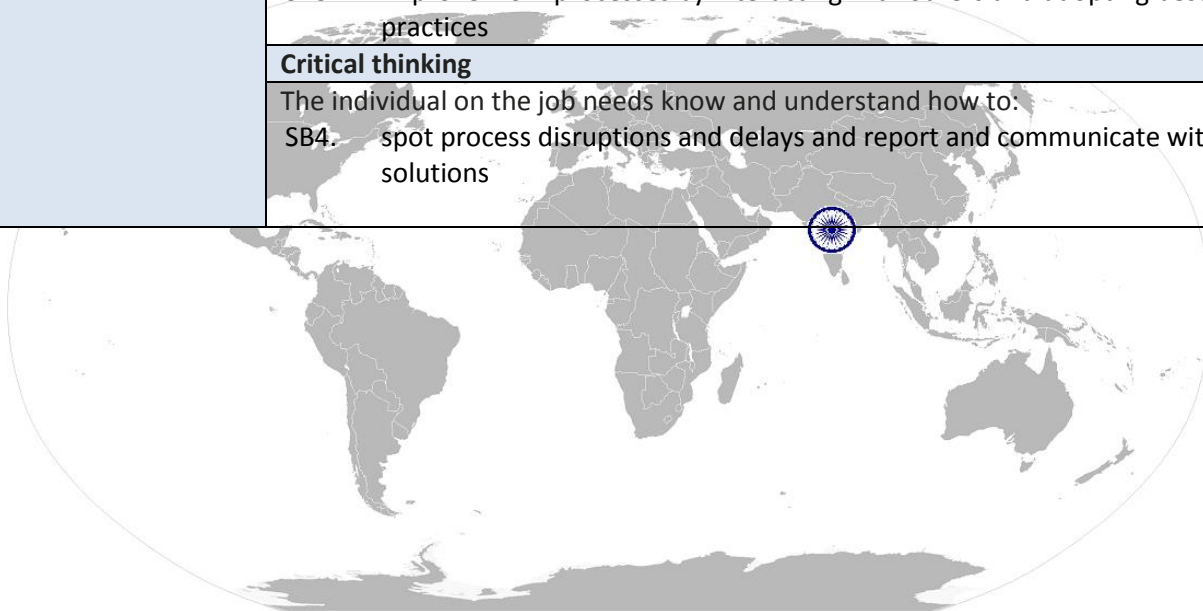 practices
Critical thinking
The individual on the job needs know and understand how to:
SB4. spot process disruptions and delays and report and communicate
solutions